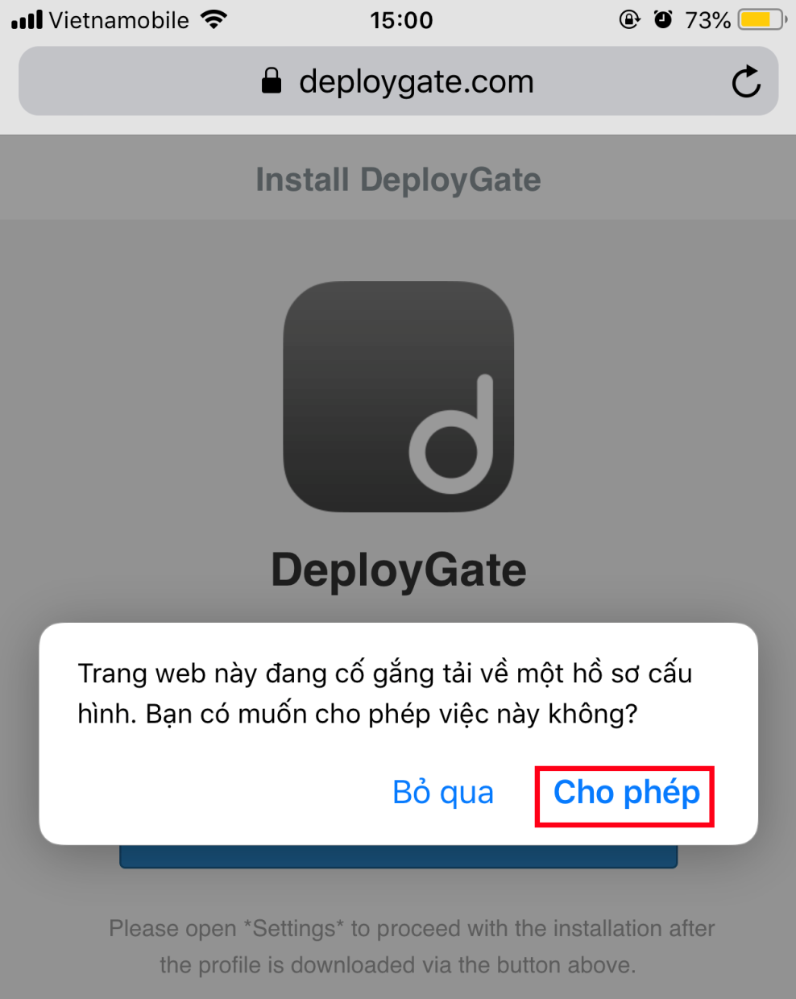 Vietnamobile 15:00 73%
deploygate.com
Install DeployGate
d
DeployGate
Trang web này đang cố gắng tải về một hồ sơ cấu
hình. Bạn có muốn cho phép việc này không?
Bỏ qua Cho phép
Please open *Settings* to proceed with the installation after
the profile is downloaded via the button above.